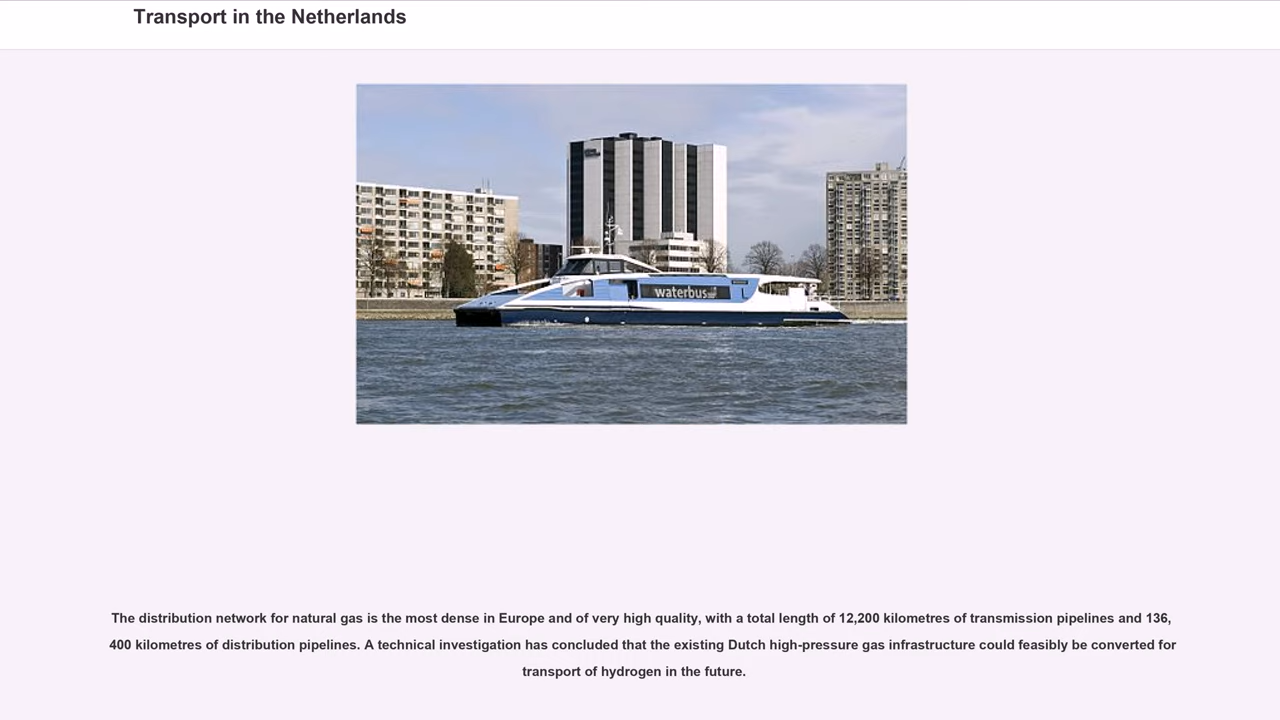 Transport in the Netherlands
waterbus
The distribution network for natural gas is the most dense in Europe and of very high quality, with a total length of 12,200 kilometres of transmission pipelines and 136,
400 kilometres of distribution pipelines. A technical investigation has concluded that the existing Dutch high-pressure gas infrastructure could feasibly be converted for
transport of hydrogen in the future.